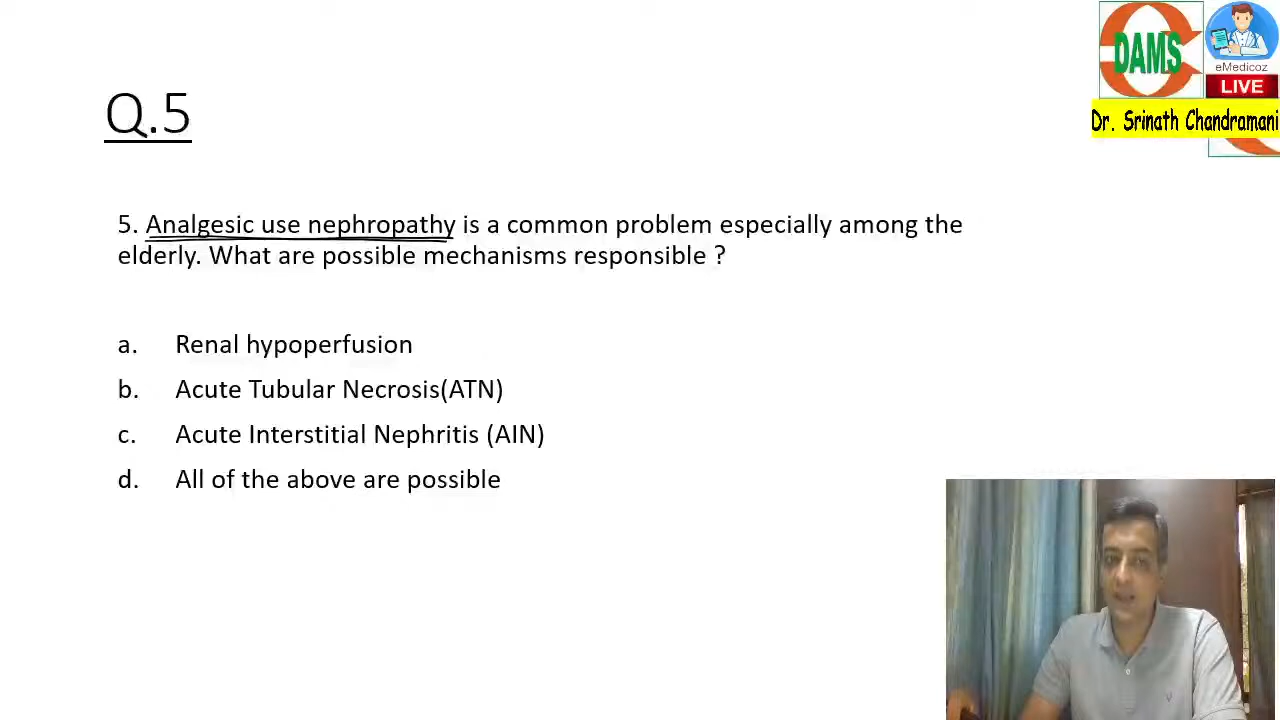 DAMS
eMedicoz
LIVE
Dr. Srinath Chandramani
Q.5
5. Analgesic use nephropathy is a common problem especially among the
elderly. What are possible mechanisms responsible ?
a. Renal hypoperfusion
b. Acute Tubular Necrosis(ATN)
c. Acute Interstitial Nephritis (AIN)
d. All of the above are possible